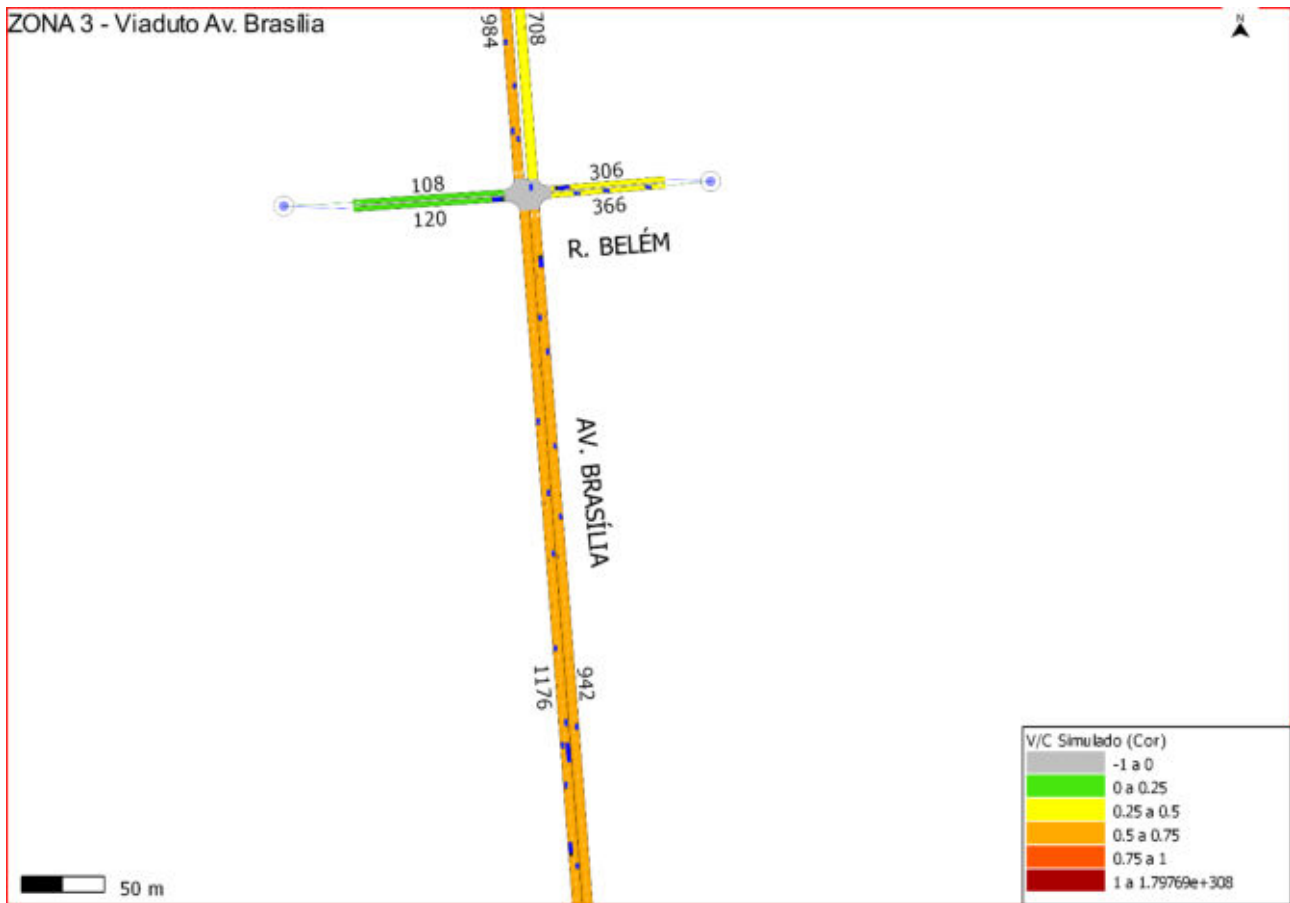 ZONA 3 - Viaduto Av. Brasília
984
708
N
108
306
120
366
R. BELÉM
AV. BRASÍLIA
1176
942
V/C Simulado (Cor)
-1 a 0
0 a 0.25
0.25 a 0.5
0.5 a 0.75
0.75 a 1
1 a 1.79769e+308
50 m